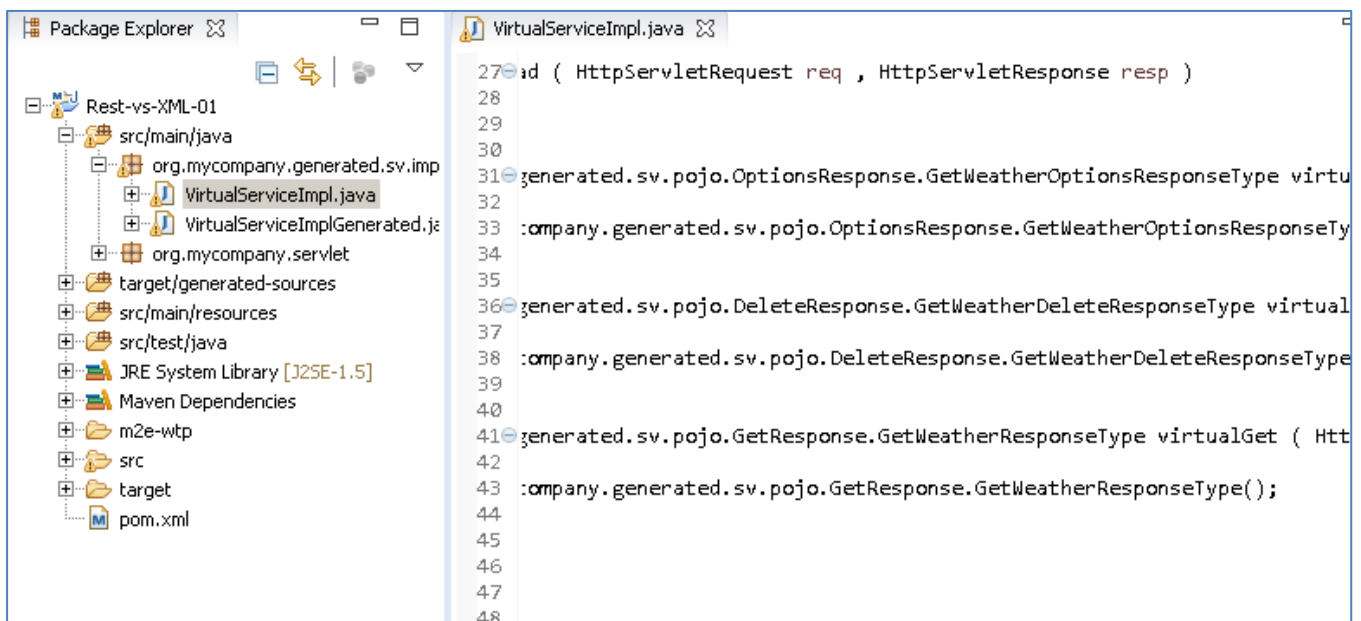 Package Explorer
Rest-vs-XML-01
src/main/java
org.mycompany.generated.sv.imp
VirtualServiceImpl.java
VirtualServiceImplGenerated.ja
org.mycompany.servlet
target/generated-sources
src/main/resources
src/test/java
JRE System Library [J2SE-1.5]
Maven Dependencies
m2e-wtp
src
target
pom.xml
VirtualServiceImpl.java
27 ad ( HttpServletRequest req , HttpServletResponse resp )
28
29
30
31 generated.sv.pojo.OptionsResponse.GetWeatherOptionsResponseType virtu
32
33 :ompany.generated.sv.pojo.OptionsResponse.GetWeatherOptionsResponseTy
34
35
36 generated.sv.pojo.DeleteResponse.GetWeatherDeleteResponseType virtual
37
38 :ompany.generated.sv.pojo.DeleteResponse.GetWeatherDeleteResponseType
39
40
41 generated.sv.pojo.GetResponse.GetWeatherResponseType virtualGet ( Htt
42
43 :ompany.generated.sv.pojo.GetResponse.GetWeatherResponseType();
44
45
46
47
48